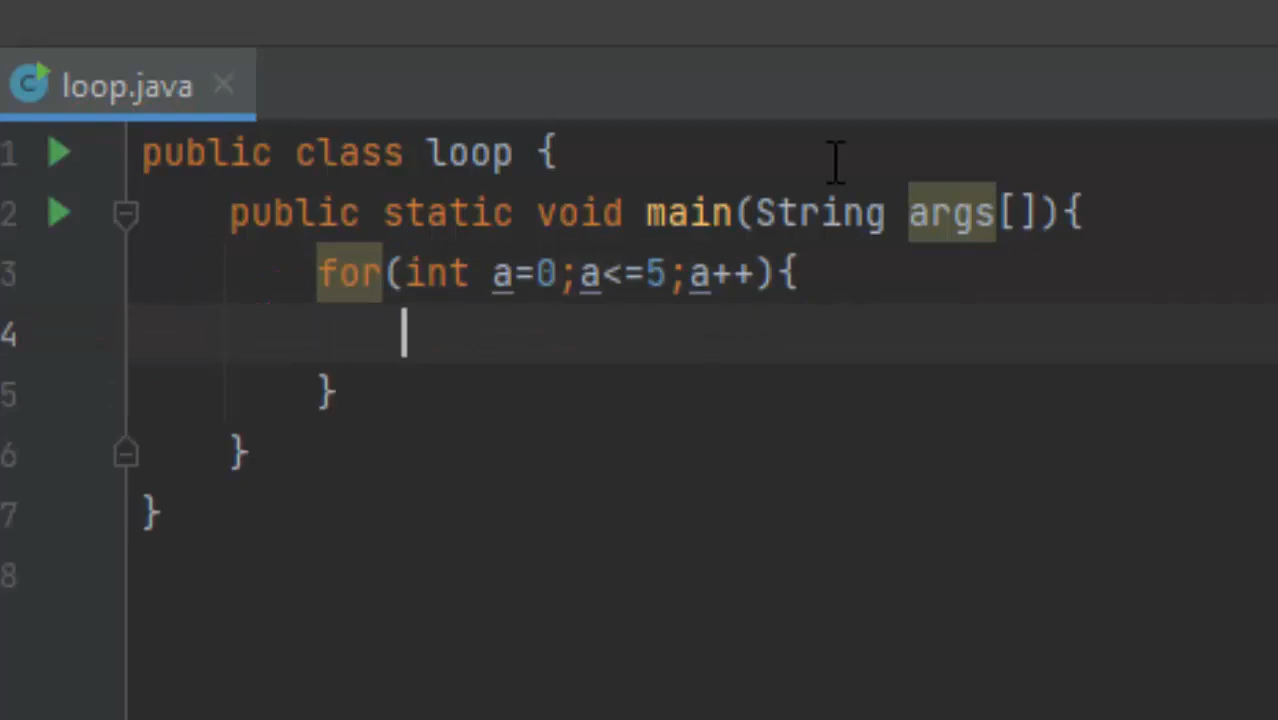 loop.java
1 public class loop {
2 public static void main(String args[]){
3 for(int a=0;a<=5;a++){
4
5 }
6 }
7 }
8